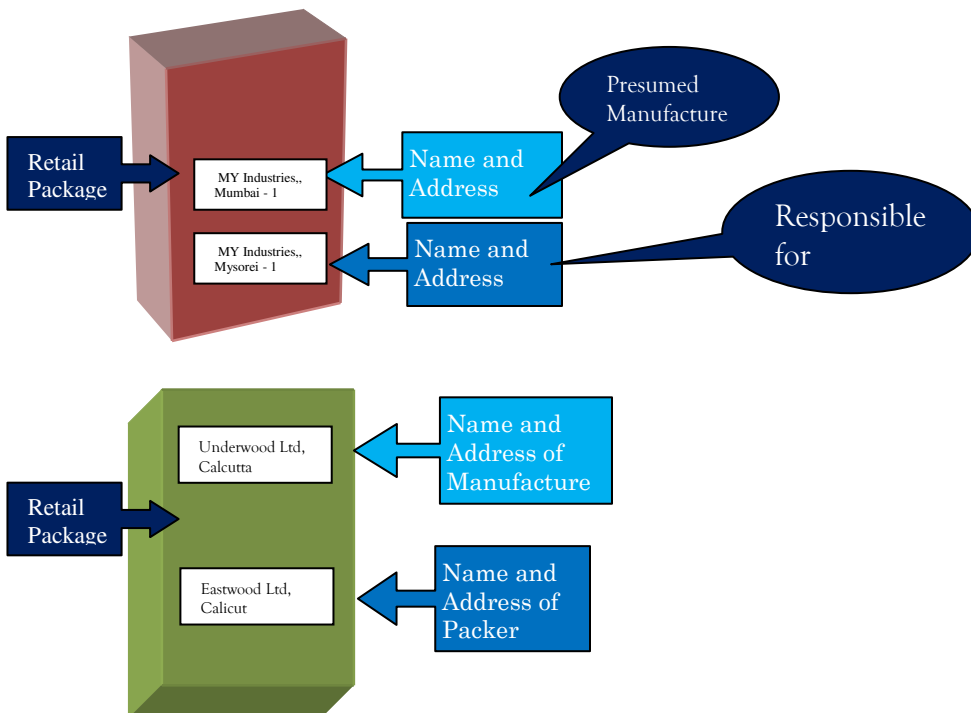 Presumed
Manufacture
Retail
Package
MY Industries,,
Mumbai - 1
Name and
Address
MY Industries,,
Mysorei - 1
Name and
Address
Responsible
for
Underwood Ltd,
Calcutta
Name and
Address of
Manufacture
Retail
Package
Eastwood Ltd,
Calicut
Name and
Address of
Packer